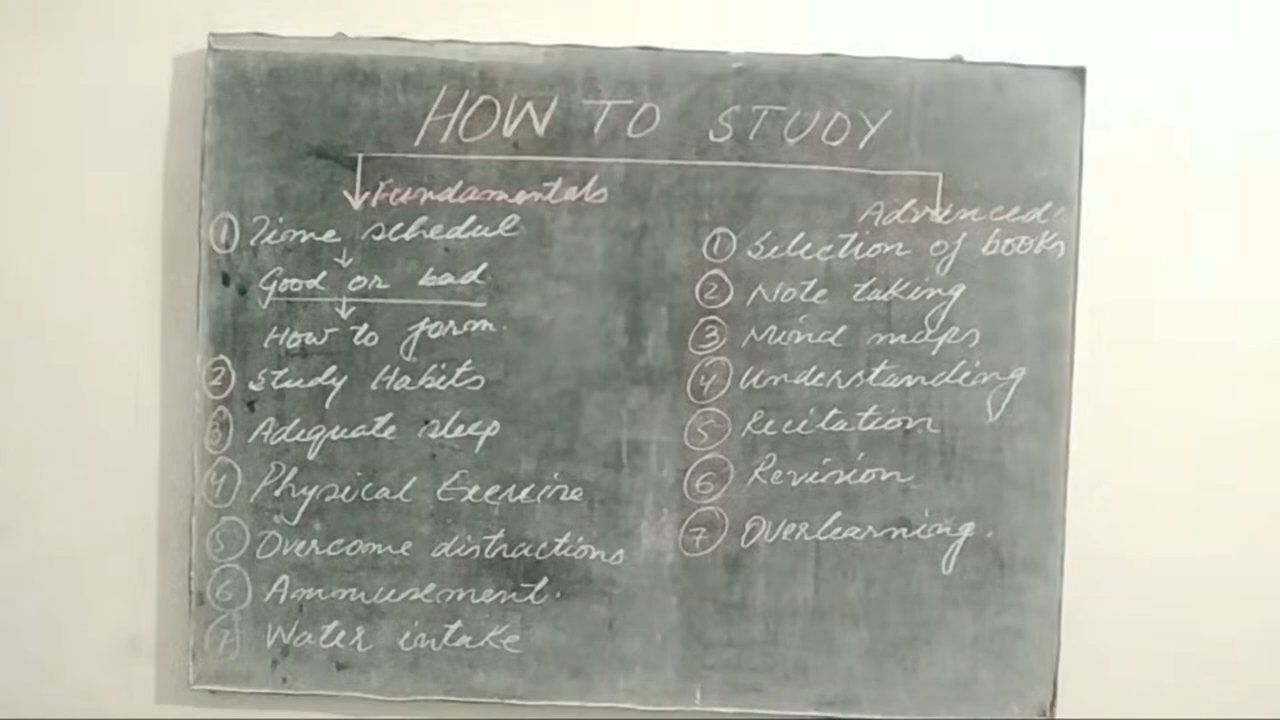 HOW TO STUDY
Fundamentals
① Time schedul
↓
Good or bad
↓
How to form.
② Study Habits
③ Adequate sleep
④ Physical Exercise
⑤ Overcome distractions
⑥ Ammusement.
⑦ Water intake
Advanced
① Selection of books
② Note taking
③ Mind maps
④ Understanding
⑤ Recitation
⑥ Revision
⑦ Overlearning.